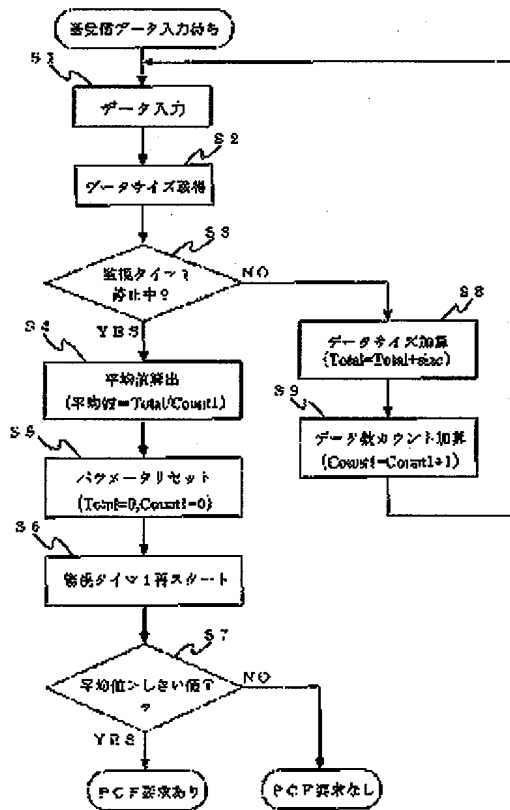 送受信データ入力待ち
S1
データ入力
S2
データサイズ取得
S3
監視タイマ1
停止中?
NO
YES
S4
平均値算出
(平均値=Total/Count1)
S5
パラメータリセット
(Total=0,Count1=0)
S6
監視タイマ1再スタート
S7
平均値>しきい値T
?
NO
YES
PCF要求あり
PCF要求なし
S8
データサイズ加算
(Total=Total+size)
S9
データ数カウント加算
(Count1=Count1+1)